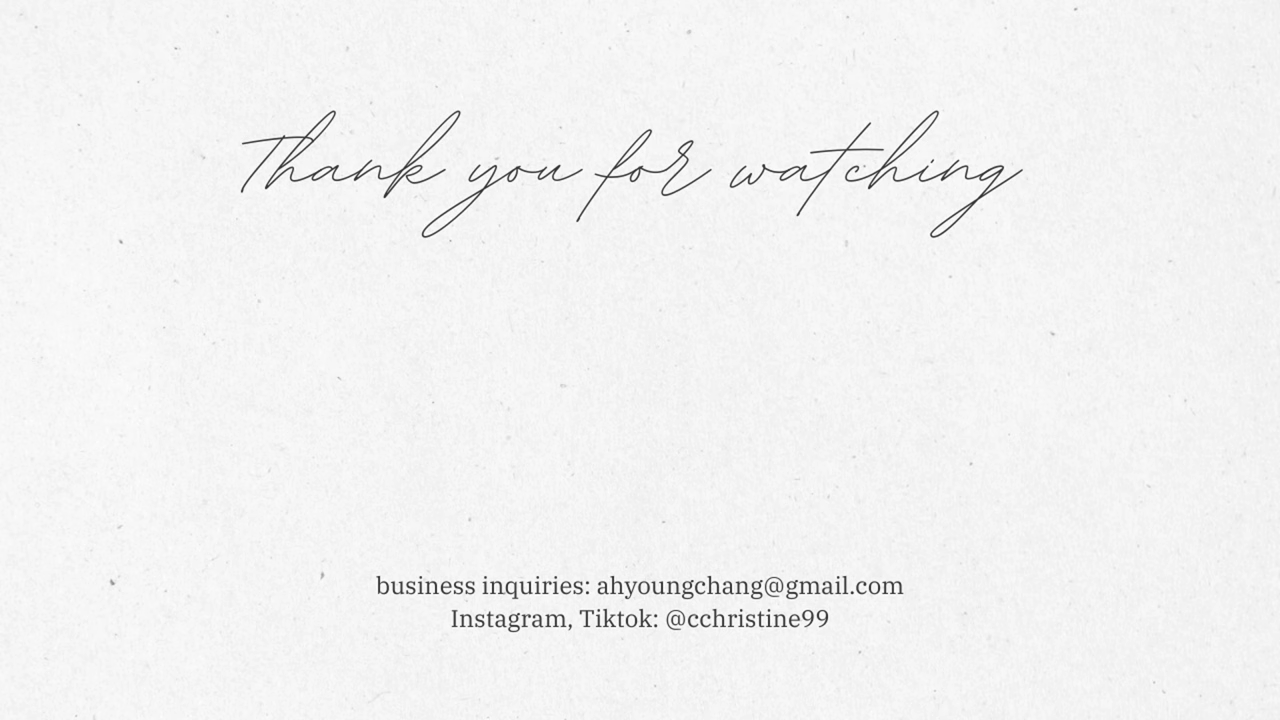 Thank you for watching
business inquiries: ahyoungchang@gmail.com
Instagram, Tiktok: @cchristine99